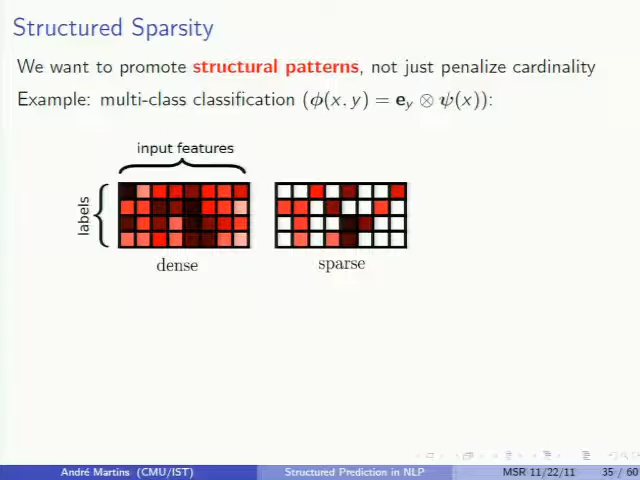 Structured Sparsity
We want to promote structural patterns, not just penalize cardinality
Example: multi-class classification (ϕ(x, y) = e_y ⊗ ψ(x)):
input features
labels
dense
sparse
André Martins (CMU/IST)
Structured Prediction in NLP
MSR 11/22/11
35 / 60